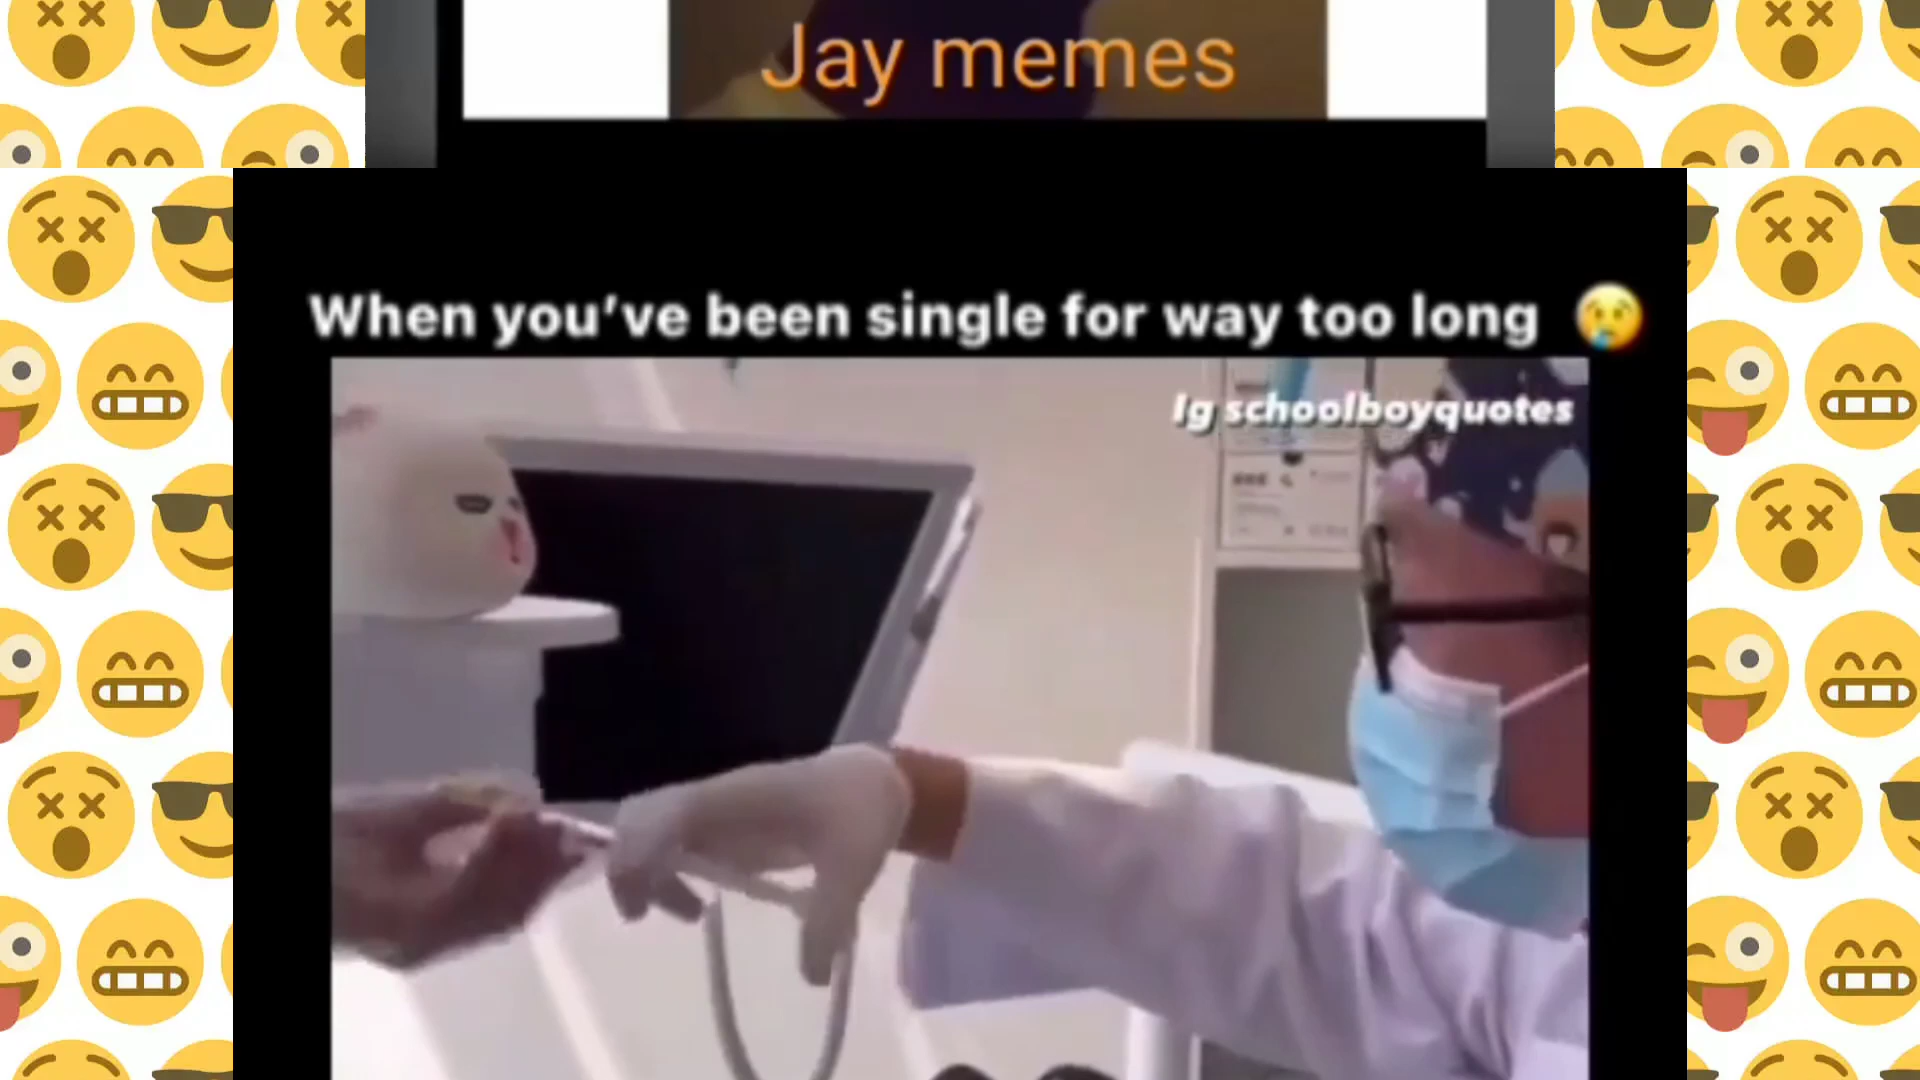 Jay memes
When you've been single for way too long
Ig schoolboyquotes